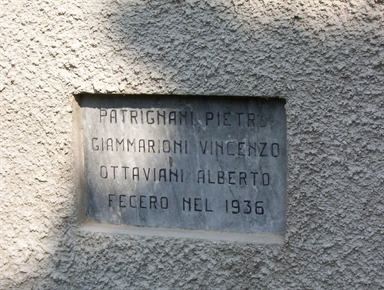 PATRIGNANI PIETRO
GIAMMARIONI VINCENZO
OTTAVIANI ALBERTO
FECERO NEL 1936